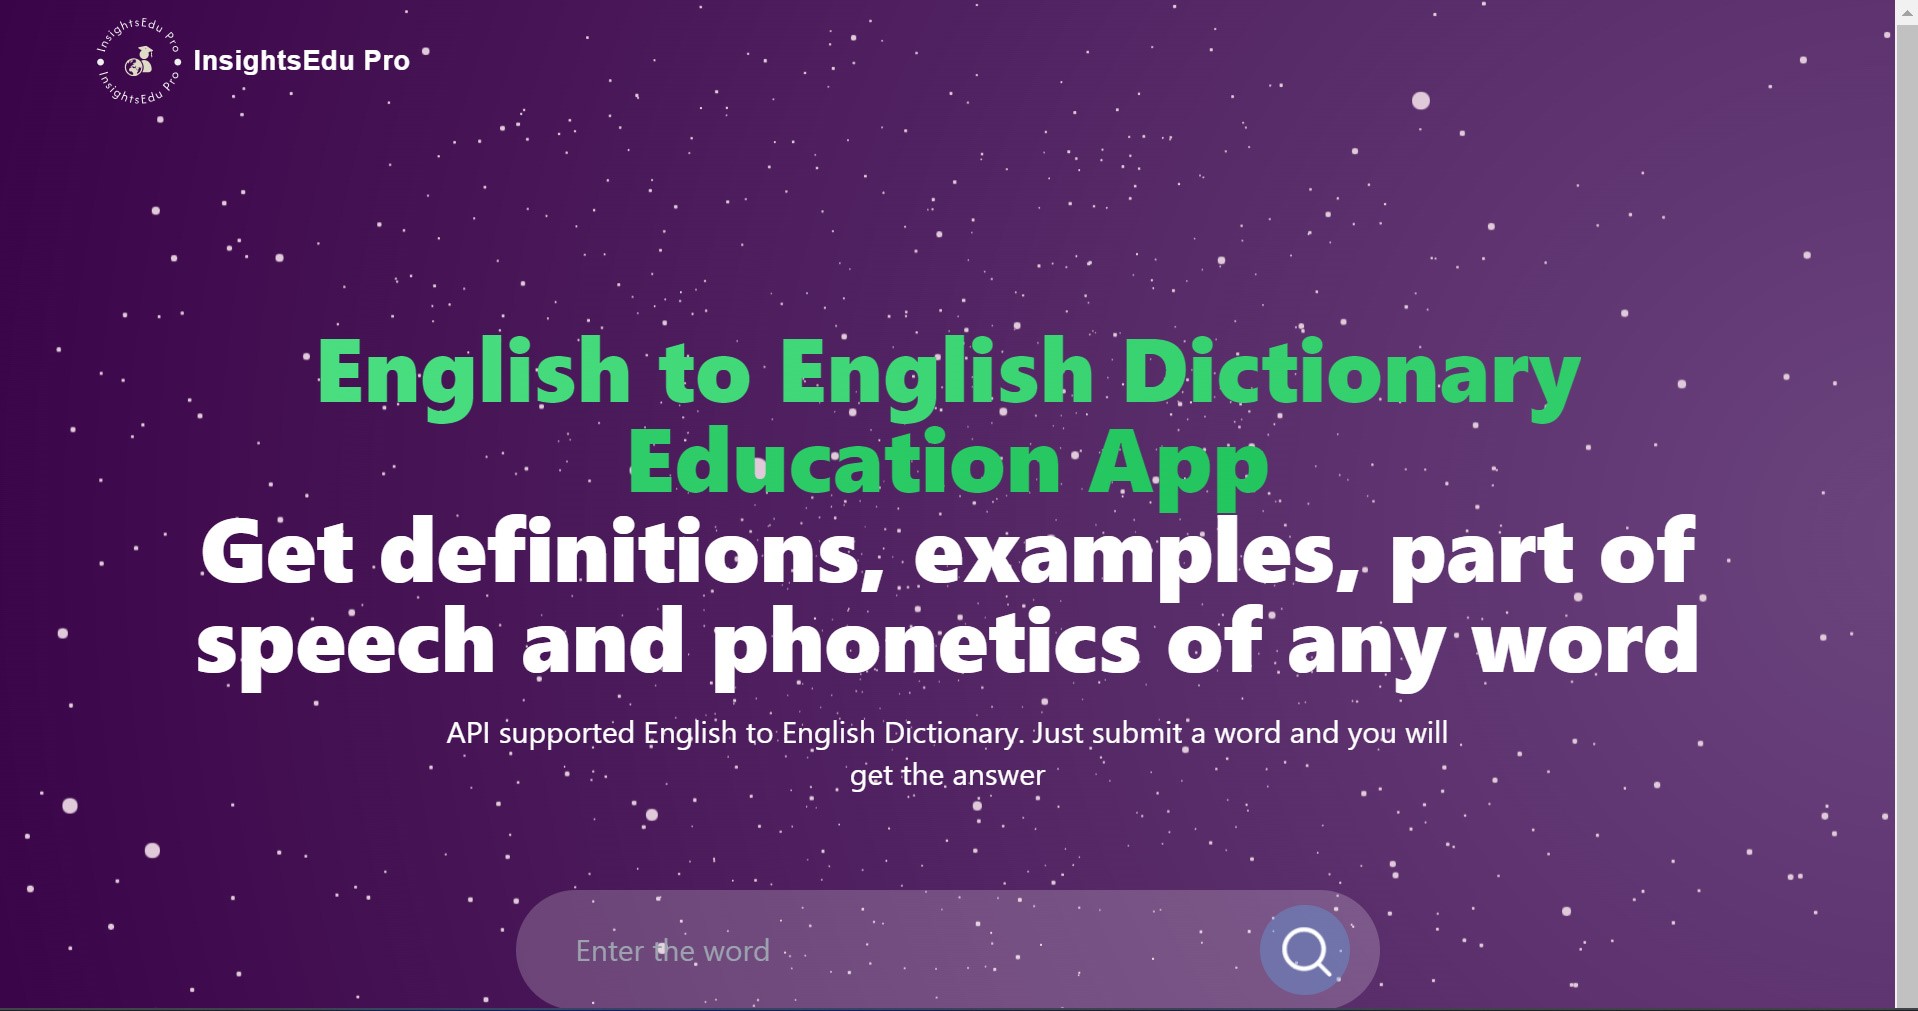 InsightsEdu Pro
InsightsEdu Pro
InsightsEdu Pro
English to English Dictionary
Education App
Get definitions, examples, part of
speech and phonetics of any word
API supported English to English Dictionary. Just submit a word and you will
get the answer
Enter the word